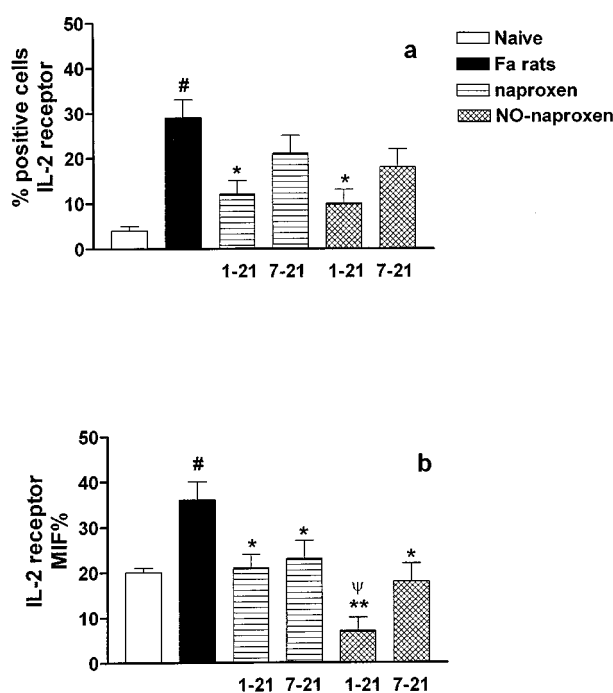 a
Naive
Fa rats
naproxen
NO-naproxen
% positive cells
IL-2 receptor
50
40
30
20
10
0
#
*
*
1-21 7-21 1-21 7-21
b
IL-2 receptor
MIF%
50
40
30
20
10
0
#
*
*
ψ
**
*
1-21 7-21 1-21 7-21